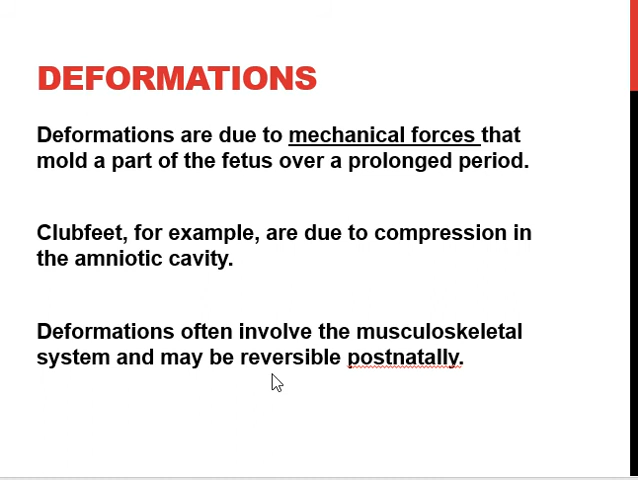 DEFORMATIONS
Deformations are due to mechanical forces that
mold a part of the fetus over a prolonged period.
Clubfeet, for example, are due to compression in
the amniotic cavity.
Deformations often involve the musculoskeletal
system and may be reversible postnatally.